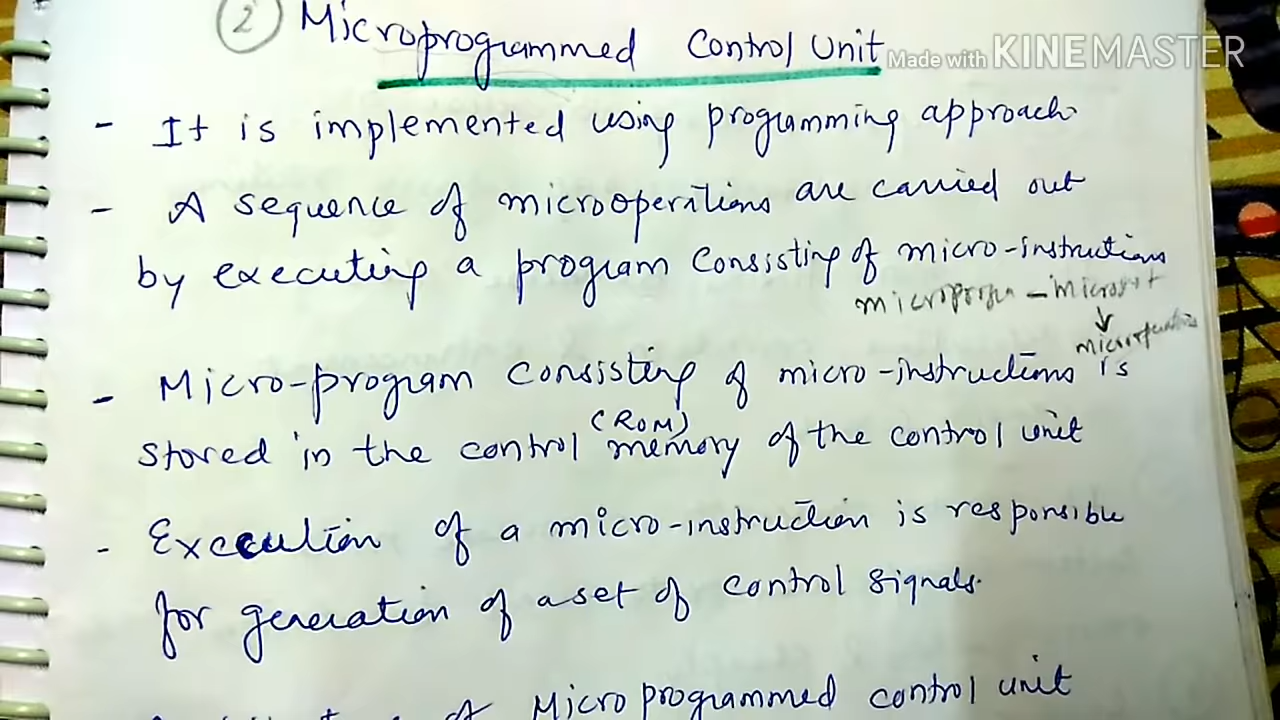 2 Microprogrammed Control Unit
Made with KINEMASTER
- It is implemented using programming approach.
- A sequence of microoperations are carried out
by executing a program consisting of micro-instructions
- Micro-program consisting of micro-instructions is
stored in the control (ROM) memory of the control unit
- Execution of a micro-instruction is responsible
for generation of a set of control signals.
of Microprogrammed control unit